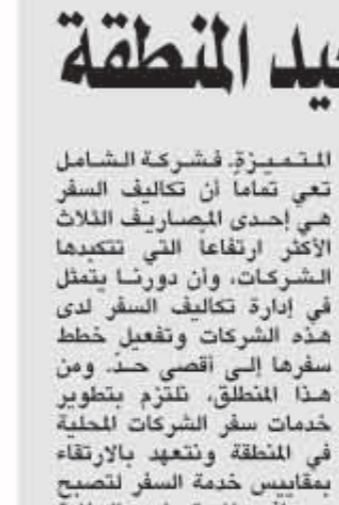 المنطقة
المتميزة. فشركة الشامل
تعي تماماً أن تكاليف السفر
هي إحدى المصاريف الثلاث
الأكثر ارتفاعاً التي تتكبدها
الشركات، وأن دورنا يتمثل
في إدارة تكاليف السفر لدى
هذه الشركات وتفعيل خطط
سفرها إلى أقصى حدّ. ومن
هذا المنطلق، نلتزم بتطوير
خدمات سفر الشركات المحلية
في المنطقة ونتعهد بالارتقاء
بمقاييس خدمة السفر لتصبح